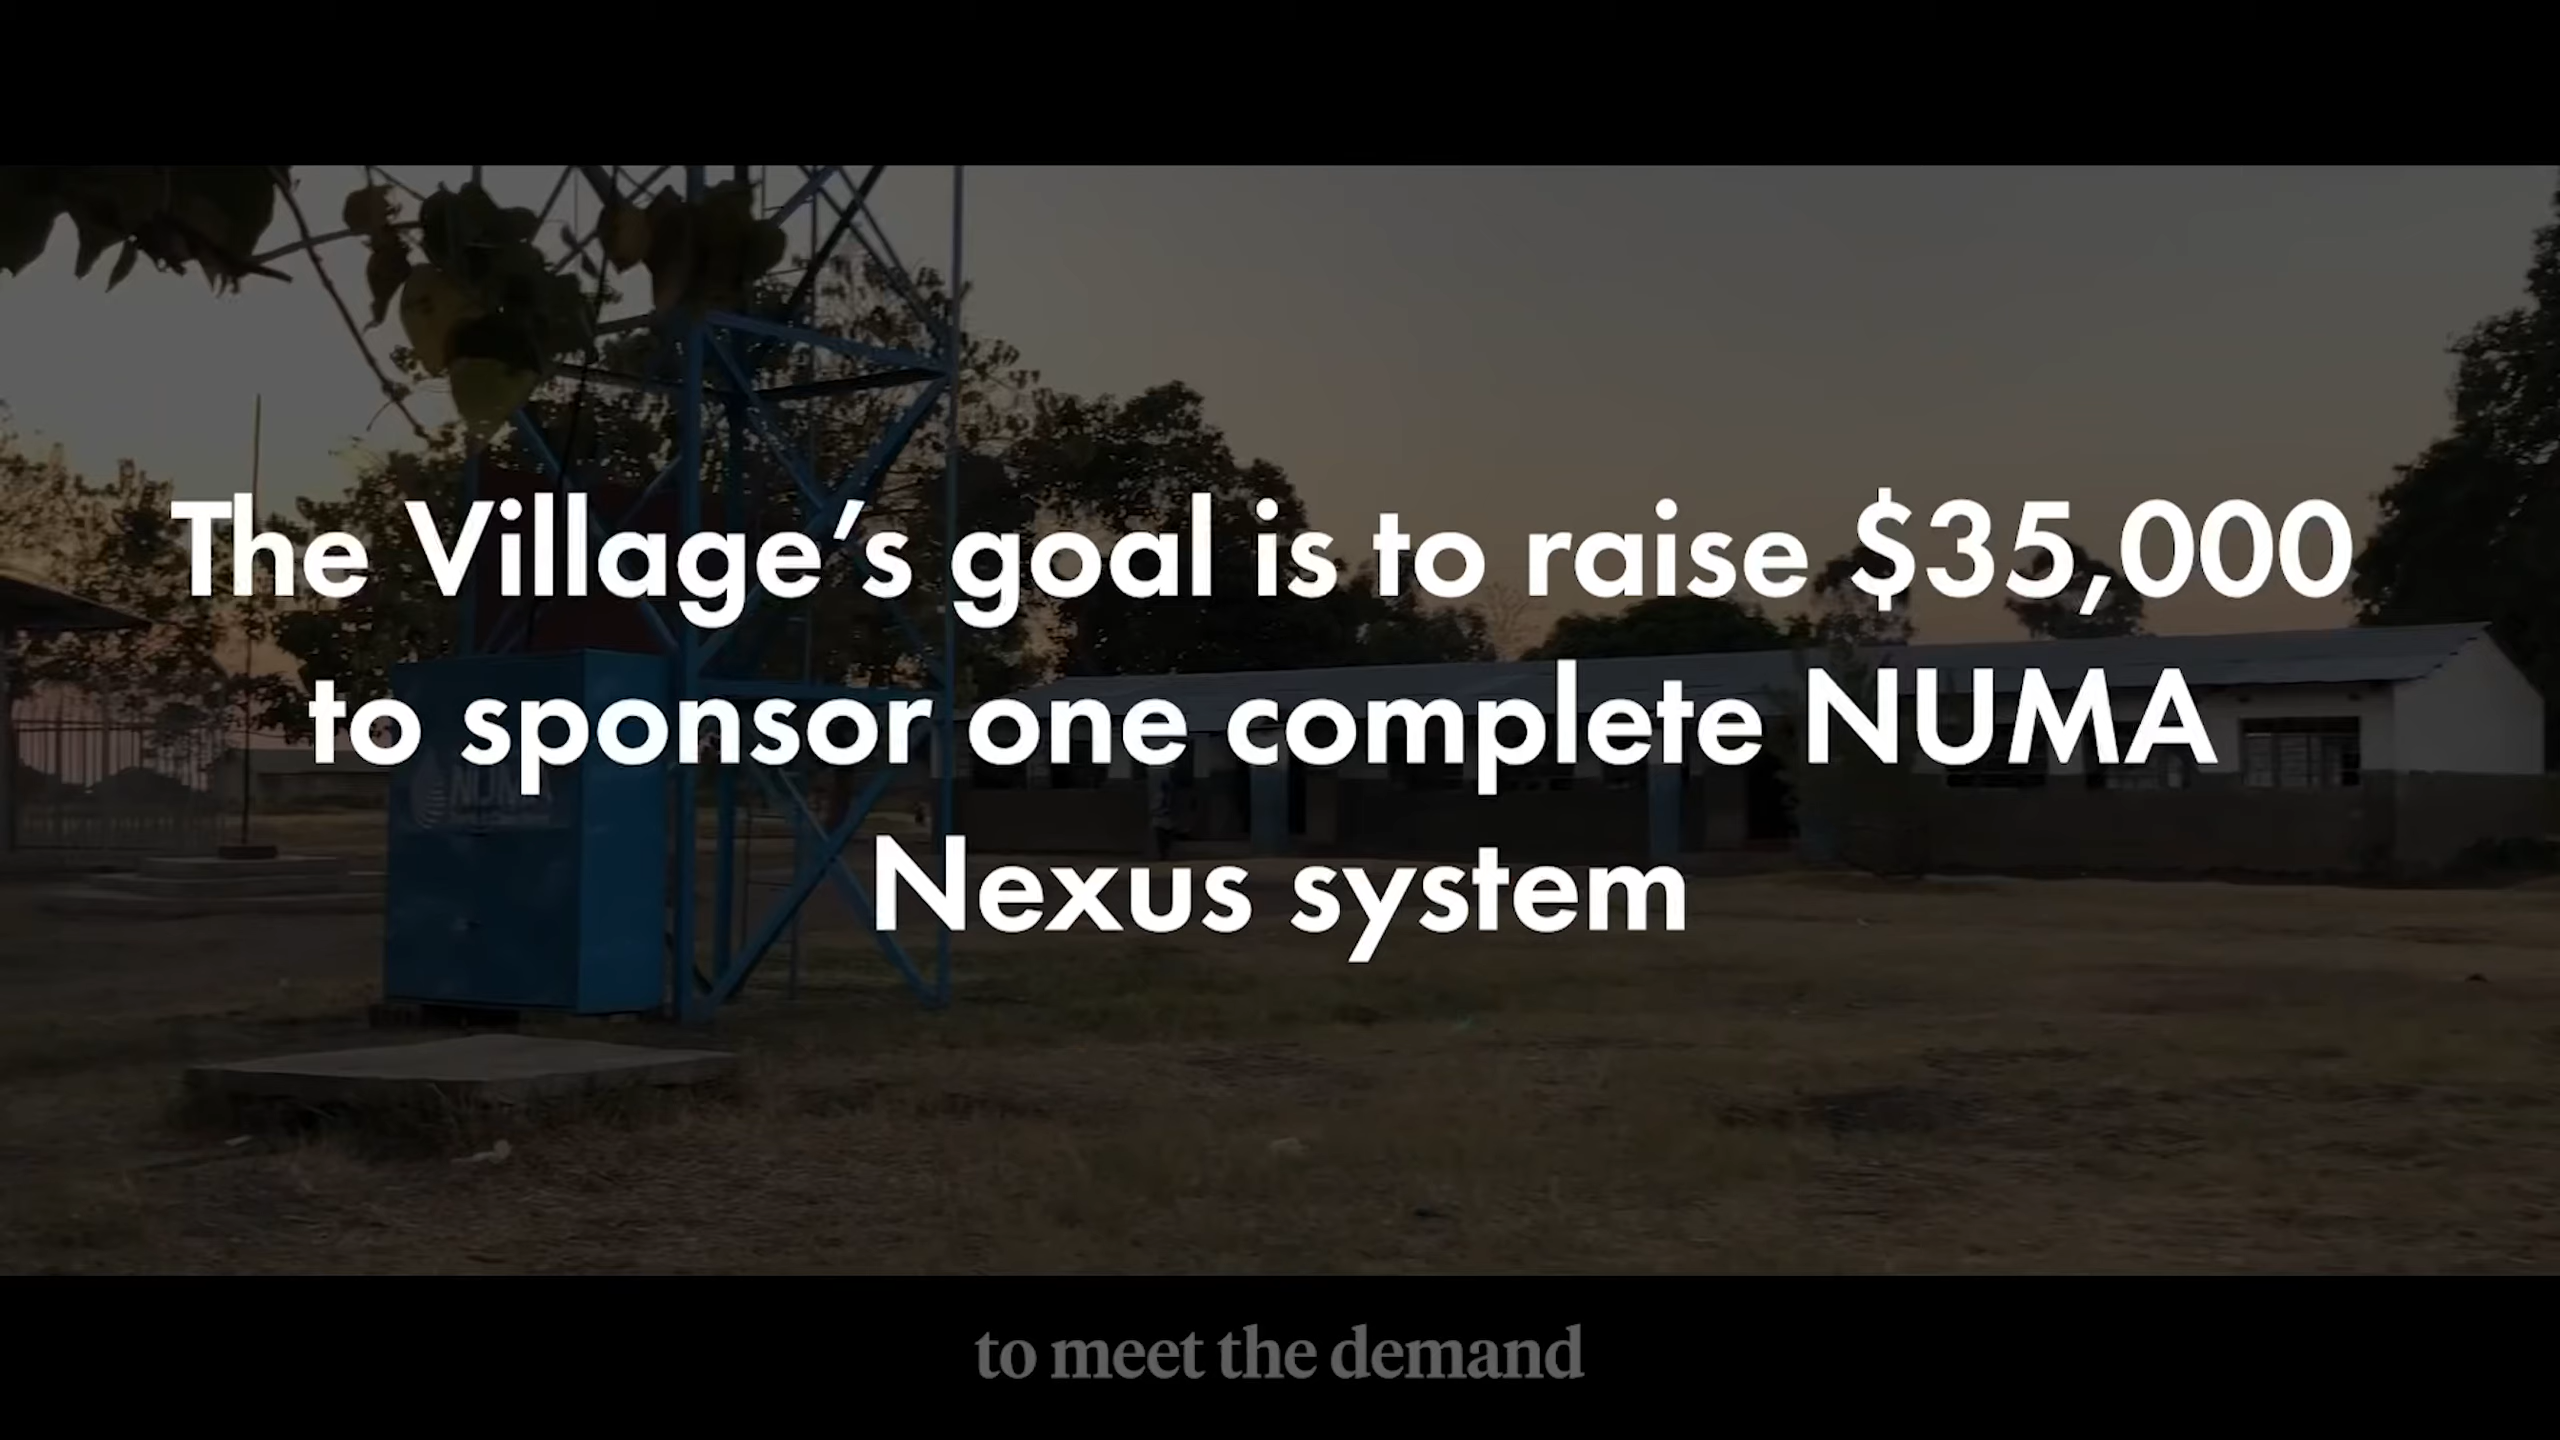 The Village’s goal is to raise $35,000
to sponsor one complete NUMA
Nexus system
NUMA
to meet the demand